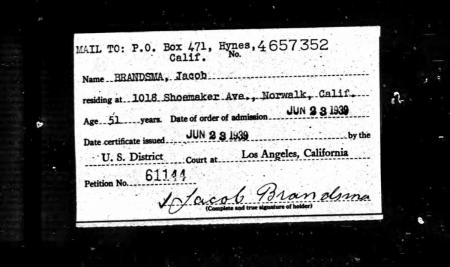 MAIL TO: P.O. Box 471, Hynes, No. 4657352
Calif.
Name BRANDSMA, Jacob
residing at 1018 Shoemaker Ave., Norwalk, Calif.
Age 51 years. Date of order of admission JUN 23 1939
Date certificate issued JUN 23 1939 by the
U. S. District Court at Los Angeles, California
Petition No. 61144
Jacob Brandsma
(Complete and true signature of holder)